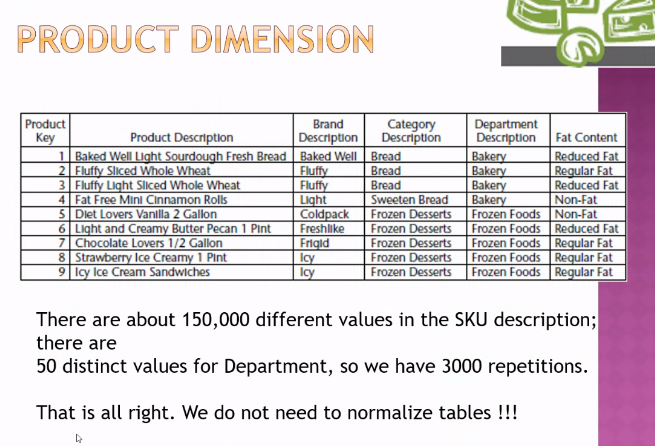 PRODUCT DIMENSION
Product Key Product Description Brand Description Category Description Department Description Fat Content
1 Baked Well Light Sourdough Fresh Bread Baked Well Bread Bakery Reduced Fat
2 Fluffy Sliced Whole Wheat Fluffy Bread Bakery Regular Fat
3 Fluffy Light Sliced Whole Wheat Fluffy Bread Bakery Reduced Fat
4 Fat Free Mini Cinnamon Rolls Light Sweeten Bread Bakery Non-Fat
5 Diet Lovers Vanilla 2 Gallon Coldpack Frozen Desserts Frozen Foods Non-Fat
6 Light and Creamy Butter Pecan 1 Pint Freshlike Frozen Desserts Frozen Foods Reduced Fat
7 Chocolate Lovers 1/2 Gallon Frigid Frozen Desserts Frozen Foods Regular Fat
8 Strawberry Ice Creamy 1 Pint Icy Frozen Desserts Frozen Foods Regular Fat
9 Icy Ice Cream Sandwiches Icy Frozen Desserts Frozen Foods Regular Fat
There are about 150,000 different values in the SKU description;
there are
50 distinct values for Department, so we have 3000 repetitions.
That is all right. We do not need to normalize tables !!!